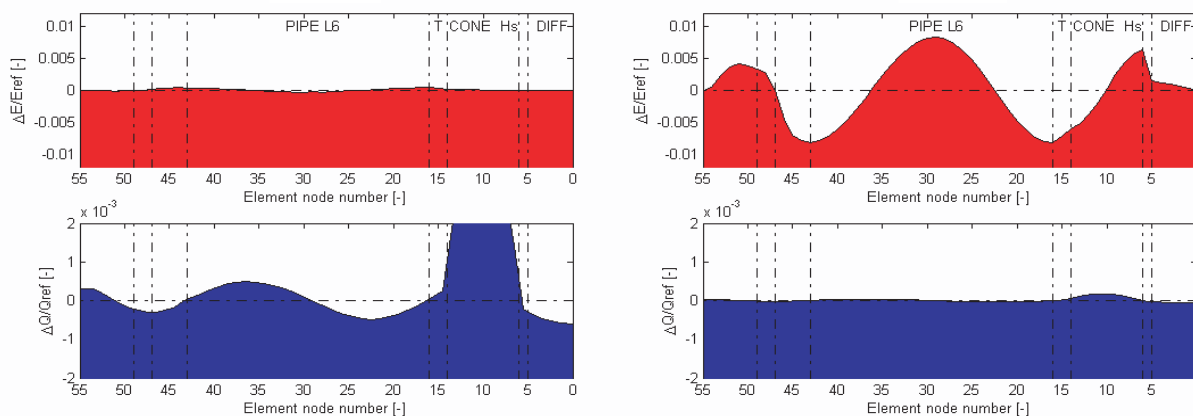 PIPE L6 T CONE Hs DIFF
ΔE/Eref [-]
0.01
0.005
0
-0.005
-0.01
55 50 45 40 35 30 25 20 15 10 5 0
Element node number [-]
PIPE L6 T CONE Hs DIFF
ΔE/Eref [-]
0.01
0.005
0
-0.005
-0.01
55 50 45 40 35 30 25 20 15 10 5
Element node number [-]
x 10⁻³
ΔQ/Qref [-]
2
1
0
-1
-2
55 50 45 40 35 30 25 20 15 10 5 0
Element node number [-]
x 10⁻³
ΔQ/Qref [-]
2
1
0
-1
-2
55 50 45 40 35 30 25 20 15 10 5
Element node number [-]